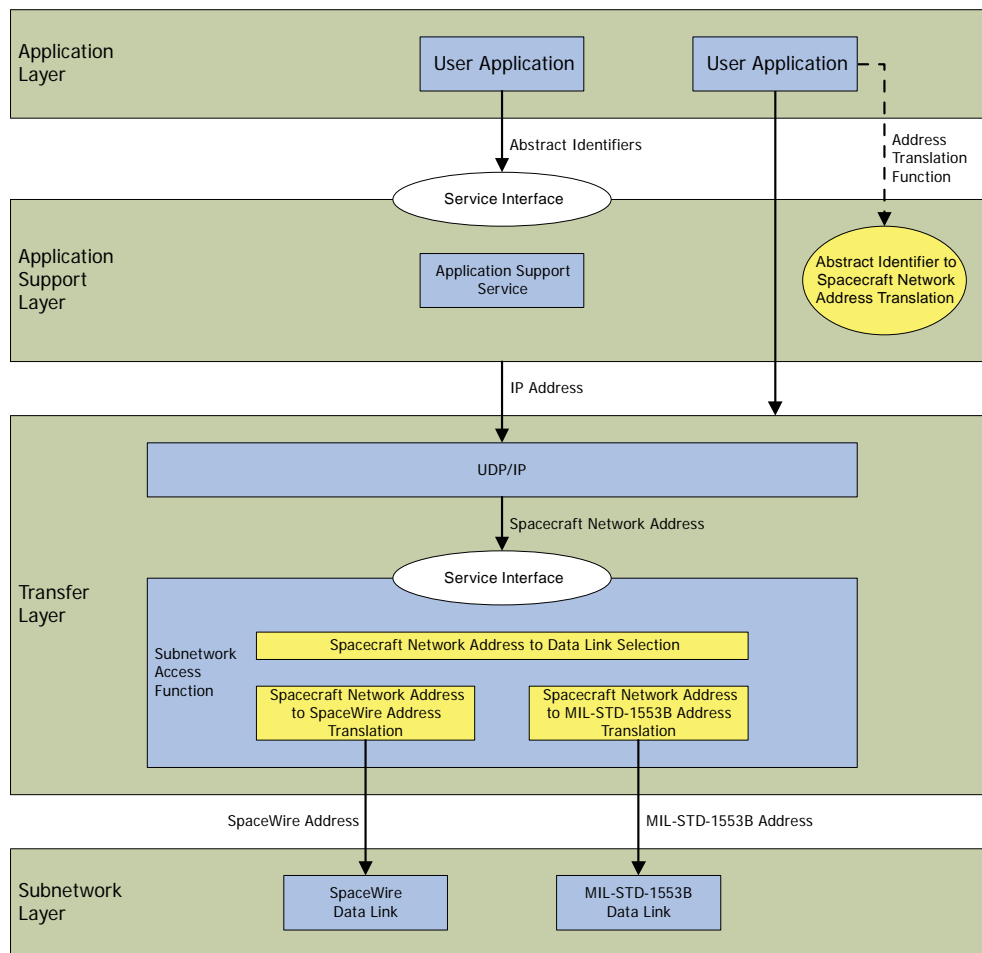 Application
Layer
User Application
User Application
Abstract Identifiers
Address
Translation
Function
Service Interface
Application
Support
Layer
Application Support
Service
Abstract Identifier to
Spacecraft Network
Address Translation
IP Address
UDP/IP
Spacecraft Network Address
Transfer
Layer
Service Interface
Subnetwork
Access
Function
Spacecraft Network Address to Data Link Selection
Spacecraft Network Address
to SpaceWire Address
Translation
Spacecraft Network Address
to MIL-STD-1553B Address
Translation
SpaceWire Address
MIL-STD-1553B Address
Subnetwork
Layer
SpaceWire
Data Link
MIL-STD-1553B
Data Link